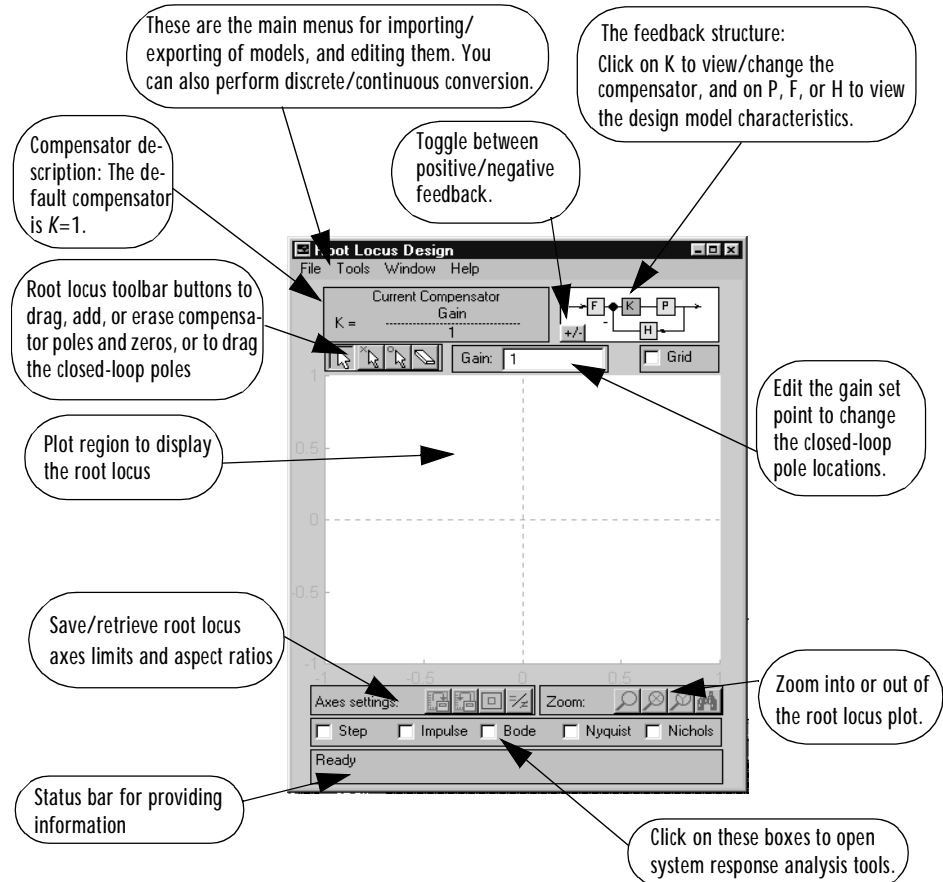 These are the main menus for importing/
exporting of models, and editing them. You
can also perform discrete/continuous conversion.
The feedback structure:
Click on K to view/change the
compensator, and on P, F, or H to view
the design model characteristics.
Toggle between
positive/negative
feedback.
Compensator de-
scription: The de-
fault compensator
is K=1.
Root locus toolbar buttons to
drag, add, or erase compensa-
tor poles and zeros, or to drag
the closed-loop poles
Plot region to display
the root locus
Edit the gain set
point to change
the closed-loop
pole locations.
Save/retrieve root locus
axes limits and aspect ratios
Zoom into or out of
the root locus plot.
Status bar for providing
information
Click on these boxes to open
system response analysis tools.
Root Locus Design
File Tools Window Help
Current Compensator
Gain
K = --------------------
1
F K P
-
+/- H
Gain: 1 Grid
1
0.5
0
-0.5
-1
-1 -0.5 0 0.5 1
Axes settings: Zoom:
Step Impulse Bode Nyquist Nichols
Ready